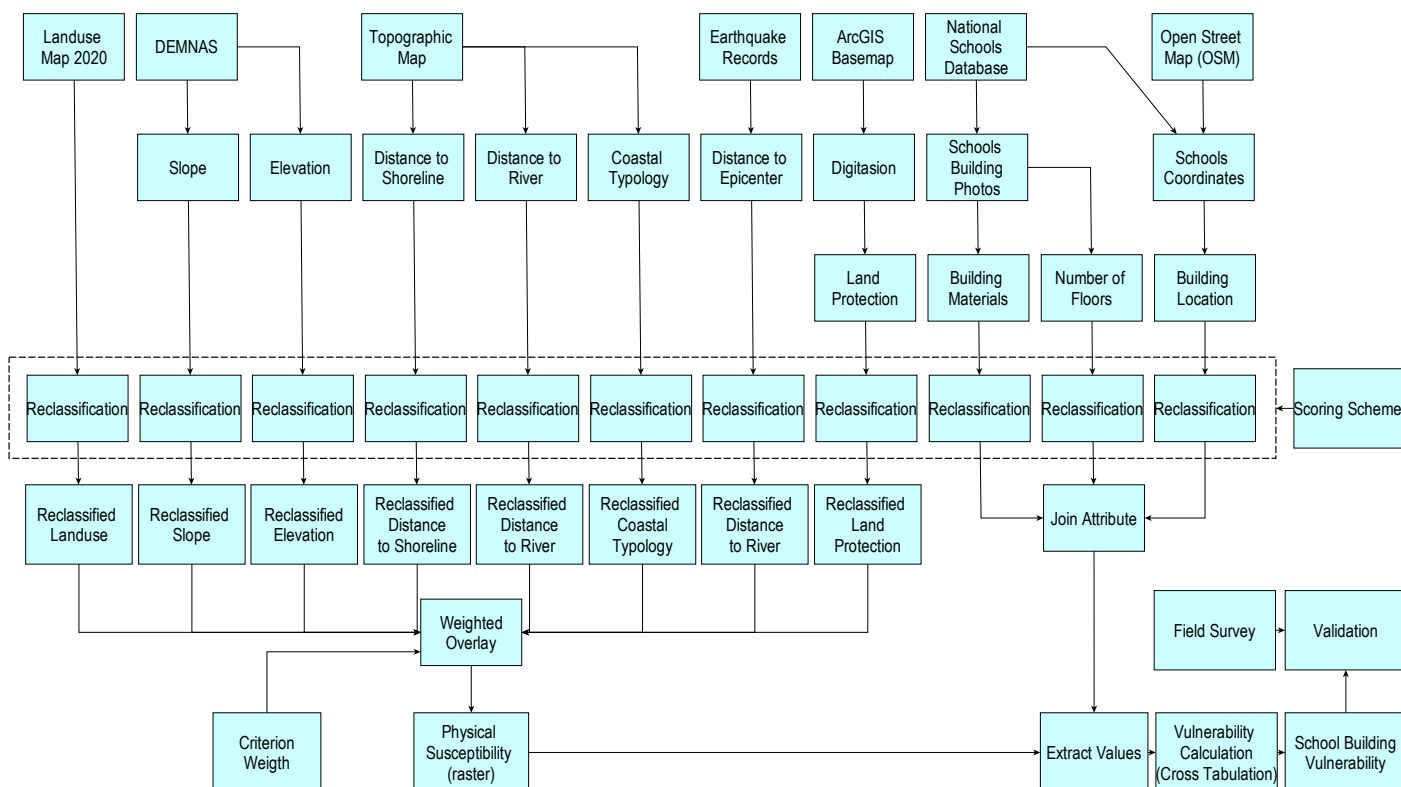 Landuse
Map 2020
DEMNAS
Topographic
Map
Earthquake
Records
ArcGIS
Basemap
National
Schools
Database
Open Street
Map (OSM)
Slope
Elevation
Distance to
Shoreline
Distance to
River
Coastal
Typology
Distance to
Epicenter
Digitasion
Schools
Building
Photos
Schools
Coordinates
Land
Protection
Building
Materials
Number of
Floors
Building
Location
Reclassification
Reclassification
Reclassification
Reclassification
Reclassification
Reclassification
Reclassification
Reclassification
Reclassification
Reclassification
Reclassification
Scoring Scheme
Reclassified
Landuse
Reclassified
Slope
Reclassified
Elevation
Reclassified
Distance
to Shoreline
Reclassified
Distance
to River
Reclassified
Coastal
Typology
Reclassified
Distance
to River
Reclassified
Land
Protection
Join Attribute
Weighted
Overlay
Field Survey
Validation
Criterion
Weigth
Physical
Susceptibility
(raster)
Extract Values
Vulnerability
Calculation
(Cross Tabulation)
School Building
Vulnerability